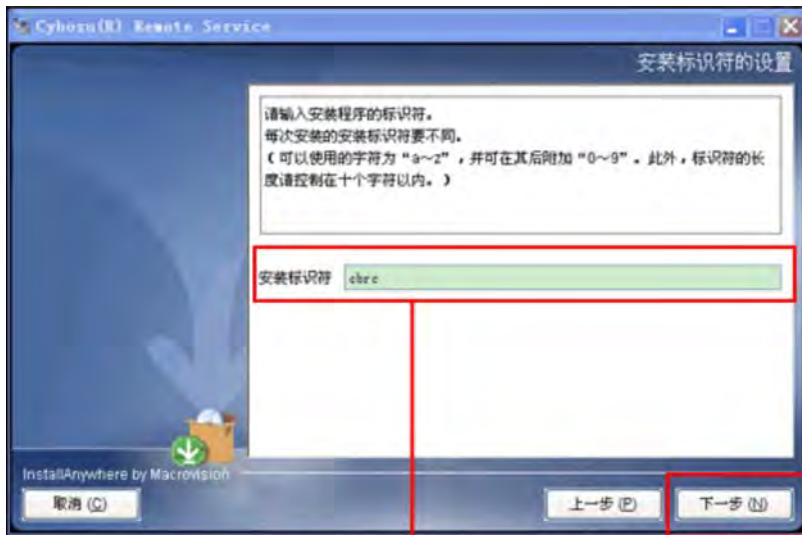 Cybozu(R) Remote Service
安装标识符的设置
请输入安装程序的标识符。
每次安装的安装标识符要不同。
( 可以使用的字符为 "a～z" ，并可在其后附加 "0～9" 。此外，标识符的长
度请控制在十个字符以内。)
安装标识符 cbrc
InstallAnywhere by Macrovision
取消 (C)
上一步 (P)
下一步 (N)